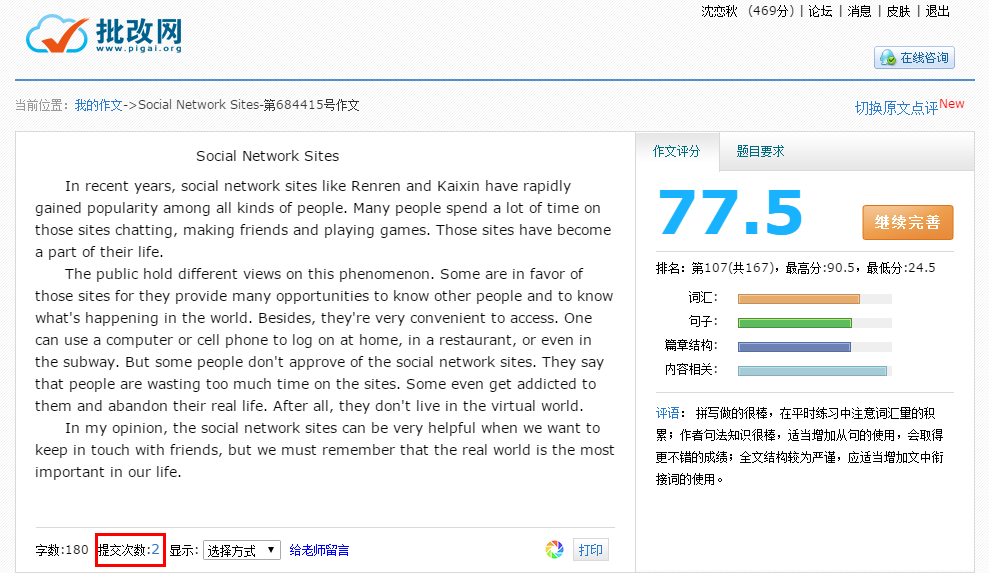 沈恋秋 (469分) | 论坛 | 消息 | 皮肤 | 退出
批改网
www.pigai.org
在线咨询
当前位置：我的作文->Social Network Sites-第684415号作文
切换原文点评New
Social Network Sites
In recent years, social network sites like Renren and Kaixin have rapidly
gained popularity among all kinds of people. Many people spend a lot of time on
those sites chatting, making friends and playing games. Those sites have become
a part of their life.
The public hold different views on this phenomenon. Some are in favor of
those sites for they provide many opportunities to know other people and to know
what's happening in the world. Besides, they're very convenient to access. One
can use a computer or cell phone to log on at home, in a restaurant, or even in
the subway. But some people don't approve of the social network sites. They say
that people are wasting too much time on the sites. Some even get addicted to
them and abandon their real life. After all, they don't live in the virtual world.
In my opinion, the social network sites can be very helpful when we want to
keep in touch with friends, but we must remember that the real world is the most
important in our life.
字数:180 提交次数:2 显示: 选择方式 给老师留言 打印
作文评分 题目要求
77.5 继续完善
排名：第107(共167)，最高分:90.5，最低分:24.5
词汇：
句子：
篇章结构：
内容相关：
评语： 拼写做的很棒，在平时练习中注意词汇量的积
累；作者句法知识很棒，适当增加从句的使用，会取得
更不错的成绩；全文结构较为严谨，应适当增加文中衔
接词的使用。